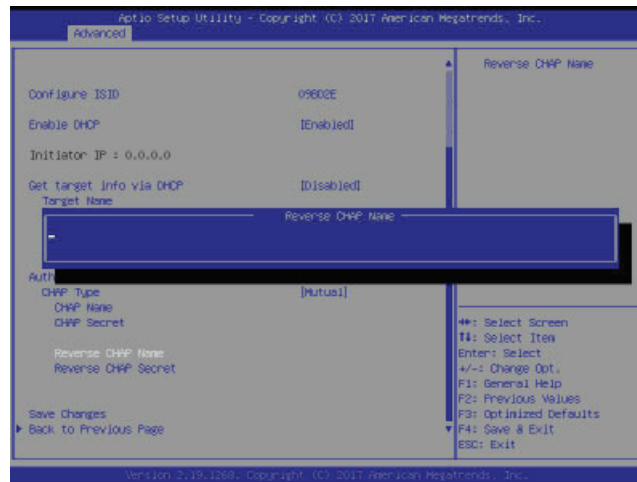 Aptio Setup Utility - Copyright (C) 2017 American Megatrends, Inc.
Advanced
Configure ISID 09BD2E
Enable DHCP [Enabled]
Initiator IP : 0.0.0.0
Get target info via DHCP [Disabled]
Target Name
Reverse CHAP Name
Auth
CHAP Type [Mutual]
CHAP Name
CHAP Secret
Reverse CHAP Name
Reverse CHAP Secret
Save Changes
Back to Previous Page
Reverse CHAP Name
: Select Screen
: Select Item
Enter: Select
+/-: Change Opt.
F1: General Help
F2: Previous Values
F3: Optimized Defaults
F4: Save & Exit
ESC: Exit
Version 2.19.1268. Copyright (C) 2017 American Megatrends, Inc.